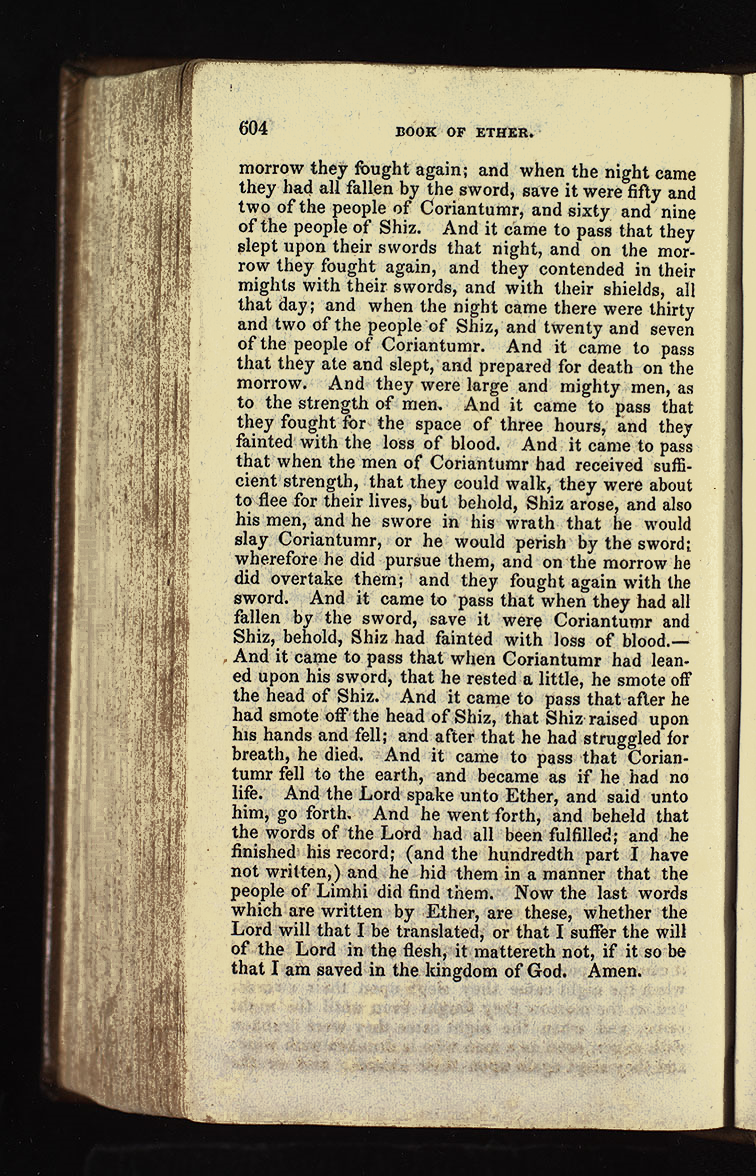 604 BOOK OF ETHER.
morrow they fought again; and when the night came
they had all fallen by the sword, save it were fifty and
two of the people of Coriantumr, and sixty and nine
of the people of Shiz. And it came to pass that they
slept upon their swords that night, and on the mor-
row they fought again, and they contended in their
mights with their swords, and with their shields, all
that day; and when the night came there were thirty
and two of the people of Shiz, and twenty and seven
of the people of Coriantumr. And it came to pass
that they ate and slept, and prepared for death on the
morrow. And they were large and mighty men, as
to the strength of men. And it came to pass that
they fought for the space of three hours, and they
fainted with the loss of blood. And it came to pass
that when the men of Coriantumr had received suffi-
cient strength, that they could walk, they were about
to flee for their lives, but behold, Shiz arose, and also
his men, and he swore in his wrath that he would
slay Coriantumr, or he would perish by the sword;
wherefore he did pursue them, and on the morrow he
did overtake them; and they fought again with the
sword. And it came to pass that when they had all
fallen by the sword, save it were Coriantumr and
Shiz, behold, Shiz had fainted with loss of blood.—
And it came to pass that when Coriantumr had lean-
ed upon his sword, that he rested a little, he smote off
the head of Shiz. And it came to pass that after he
had smote off the head of Shiz, that Shiz raised upon
his hands and fell; and after that he had struggled for
breath, he died. And it came to pass that Corian-
tumr fell to the earth, and became as if he had no
life. And the Lord spake unto Ether, and said unto
him, go forth. And he went forth, and beheld that
the words of the Lord had all been fulfilled; and he
finished his record; (and the hundredth part I have
not written,) and he hid them in a manner that the
people of Limhi did find them. Now the last words
which are written by Ether, are these, whether the
Lord will that I be translated, or that I suffer the will
of the Lord in the flesh, it mattereth not, if it so be
that I am saved in the kingdom of God. Amen.